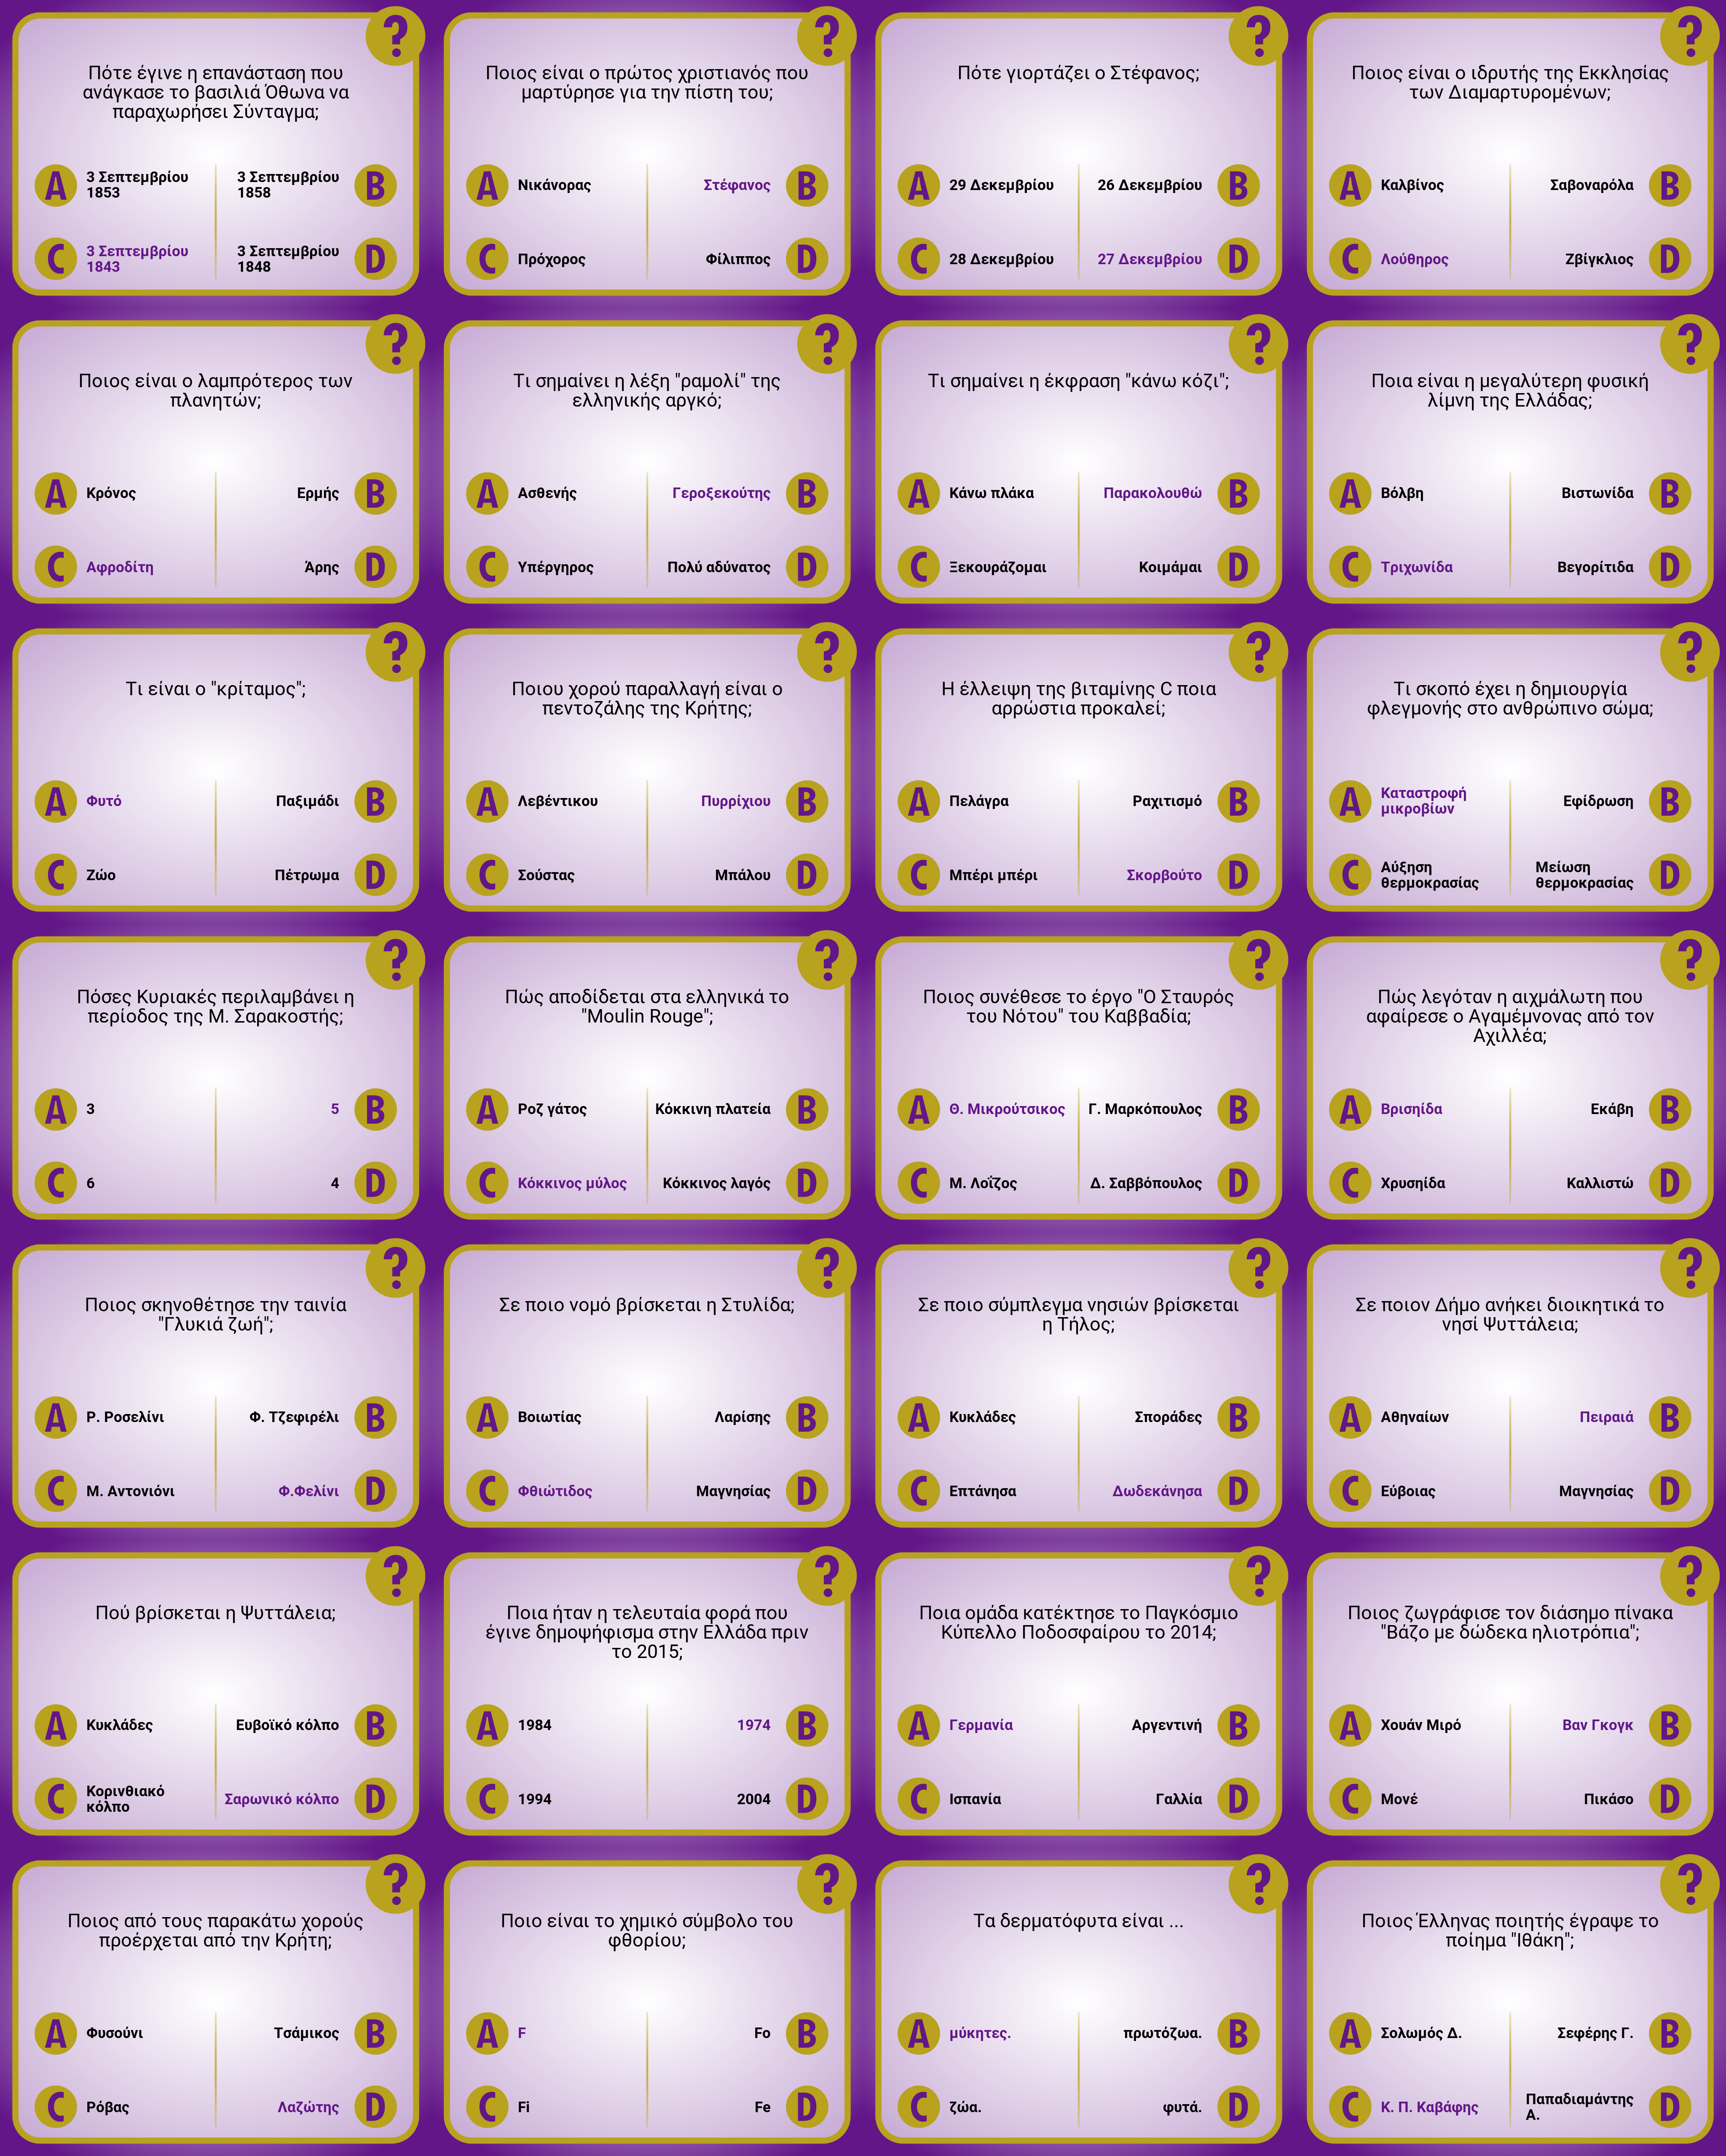 ?
Πότε έγινε η επανάσταση που
ανάγκασε το βασιλιά Όθωνα να
παραχωρήσει Σύνταγμα;
A 3 Σεπτεμβρίου
1853
3 Σεπτεμβρίου
1858 B
C 3 Σεπτεμβρίου
1843
3 Σεπτεμβρίου
1848 D
?
Ποιος είναι ο πρώτος χριστιανός που
μαρτύρησε για την πίστη του;
A Νικάνορας Στέφανος B
C Πρόχορος Φίλιππος D
?
Πότε γιορτάζει ο Στέφανος;
A 29 Δεκεμβρίου 26 Δεκεμβρίου B
C 28 Δεκεμβρίου 27 Δεκεμβρίου D
?
Ποιος είναι ο ιδρυτής της Εκκλησίας
των Διαμαρτυρομένων;
A Καλβίνος Σαβοναρόλα B
C Λούθηρος Ζβίγκλιος D
?
Ποιος είναι ο λαμπρότερος των
πλανητών;
A Κρόνος Ερμής B
C Αφροδίτη Άρης D
?
Τι σημαίνει η λέξη "ραμολί" της
ελληνικής αργκό;
A Ασθενής Γεροξεκούτης B
C Υπέργηρος Πολύ αδύνατος D
?
Τι σημαίνει η έκφραση "κάνω κόζι";
A Κάνω πλάκα Παρακολουθώ B
C Ξεκουράζομαι Κοιμάμαι D
?
Ποια είναι η μεγαλύτερη φυσική
λίμνη της Ελλάδας;
A Βόλβη Βιστωνίδα B
C Τριχωνίδα Βεγορίτιδα D
?
Τι είναι ο "κρίταμος";
A Φυτό Παξιμάδι B
C Ζώο Πέτρωμα D
?
Ποιου χορού παραλλαγή είναι ο
πεντοζάλης της Κρήτης;
A Λεβέντικου Πυρρίχιου B
C Σούστας Μπάλου D
?
Η έλλειψη της βιταμίνης C ποια
αρρώστια προκαλεί;
A Πελάγρα Ραχιτισμό B
C Μπέρι μπέρι Σκορβούτο D
?
Τι σκοπό έχει η δημιουργία
φλεγμονής στο ανθρώπινο σώμα;
A Καταστροφή
μικροβίων
Εφίδρωση B
C Αύξηση
θερμοκρασίας
Μείωση
θερμοκρασίας D
?
Πόσες Κυριακές περιλαμβάνει η
περίοδος της Μ. Σαρακοστής;
A 3 5 B
C 6 4 D
?
Πώς αποδίδεται στα ελληνικά το
"Moulin Rouge";
A Ροζ γάτος Κόκκινη πλατεία B
C Κόκκινος μύλος Κόκκινος λαγός D
?
Ποιος συνέθεσε το έργο "Ο Σταυρός
του Νότου" του Καββαδία;
A Θ. Μικρούτσικος Γ. Μαρκόπουλος B
C Μ. Λοΐζος Δ. Σαββόπουλος D
?
Πώς λεγόταν η αιχμάλωτη που
αφαίρεσε ο Αγαμέμνονας από τον
Αχιλλέα;
A Βρισηίδα Εκάβη B
C Χρυσηίδα Καλλιστώ D
?
Ποιος σκηνοθέτησε την ταινία
"Γλυκιά ζωή";
A Ρ. Ροσελίνι Φ. Τζεφιρέλι B
C Μ. Αντονιόνι Φ.Φελίνι D
?
Σε ποιο νομό βρίσκεται η Στυλίδα;
A Βοιωτίας Λαρίσης B
C Φθιώτιδος Μαγνησίας D
?
Σε ποιο σύμπλεγμα νησιών βρίσκεται
η Τήλος;
A Κυκλάδες Σποράδες B
C Επτάνησα Δωδεκάνησα D
?
Σε ποιον Δήμο ανήκει διοικητικά το
νησί Ψυττάλεια;
A Αθηναίων Πειραιά B
C Εύβοιας Μαγνησίας D
?
Πού βρίσκεται η Ψυττάλεια;
A Κυκλάδες Ευβοϊκό κόλπο B
C Κορινθιακό
κόλπο
Σαρωνικό κόλπο D
?
Ποια ήταν η τελευταία φορά που
έγινε δημοψήφισμα στην Ελλάδα πριν
το 2015;
A 1984 1974 B
C 1994 2004 D
?
Ποια ομάδα κατέκτησε το Παγκόσμιο
Κύπελλο Ποδοσφαίρου το 2014;
A Γερμανία Αργεντινή B
C Ισπανία Γαλλία D
?
Ποιος ζωγράφισε τον διάσημο πίνακα
"Βάζο με δώδεκα ηλιοτρόπια";
A Χουάν Μιρό Βαν Γκογκ B
C Μονέ Πικάσο D
?
Ποιος από τους παρακάτω χορούς
προέρχεται από την Κρήτη;
A Φυσούνι Τσάμικος B
C Ρόβας Λαζώτης D
?
Ποιο είναι το χημικό σύμβολο του
φθορίου;
A F Fo B
C Fi Fe D
?
Τα δερματόφυτα είναι ...
A μύκητες. πρωτόζωα. B
C ζώα. φυτά. D
?
Ποιος Έλληνας ποιητής έγραψε το
ποίημα "Ιθάκη";
A Σολωμός Δ. Σεφέρης Γ. B
C Κ. Π. Καβάφης Παπαδιαμάντης
Α. D